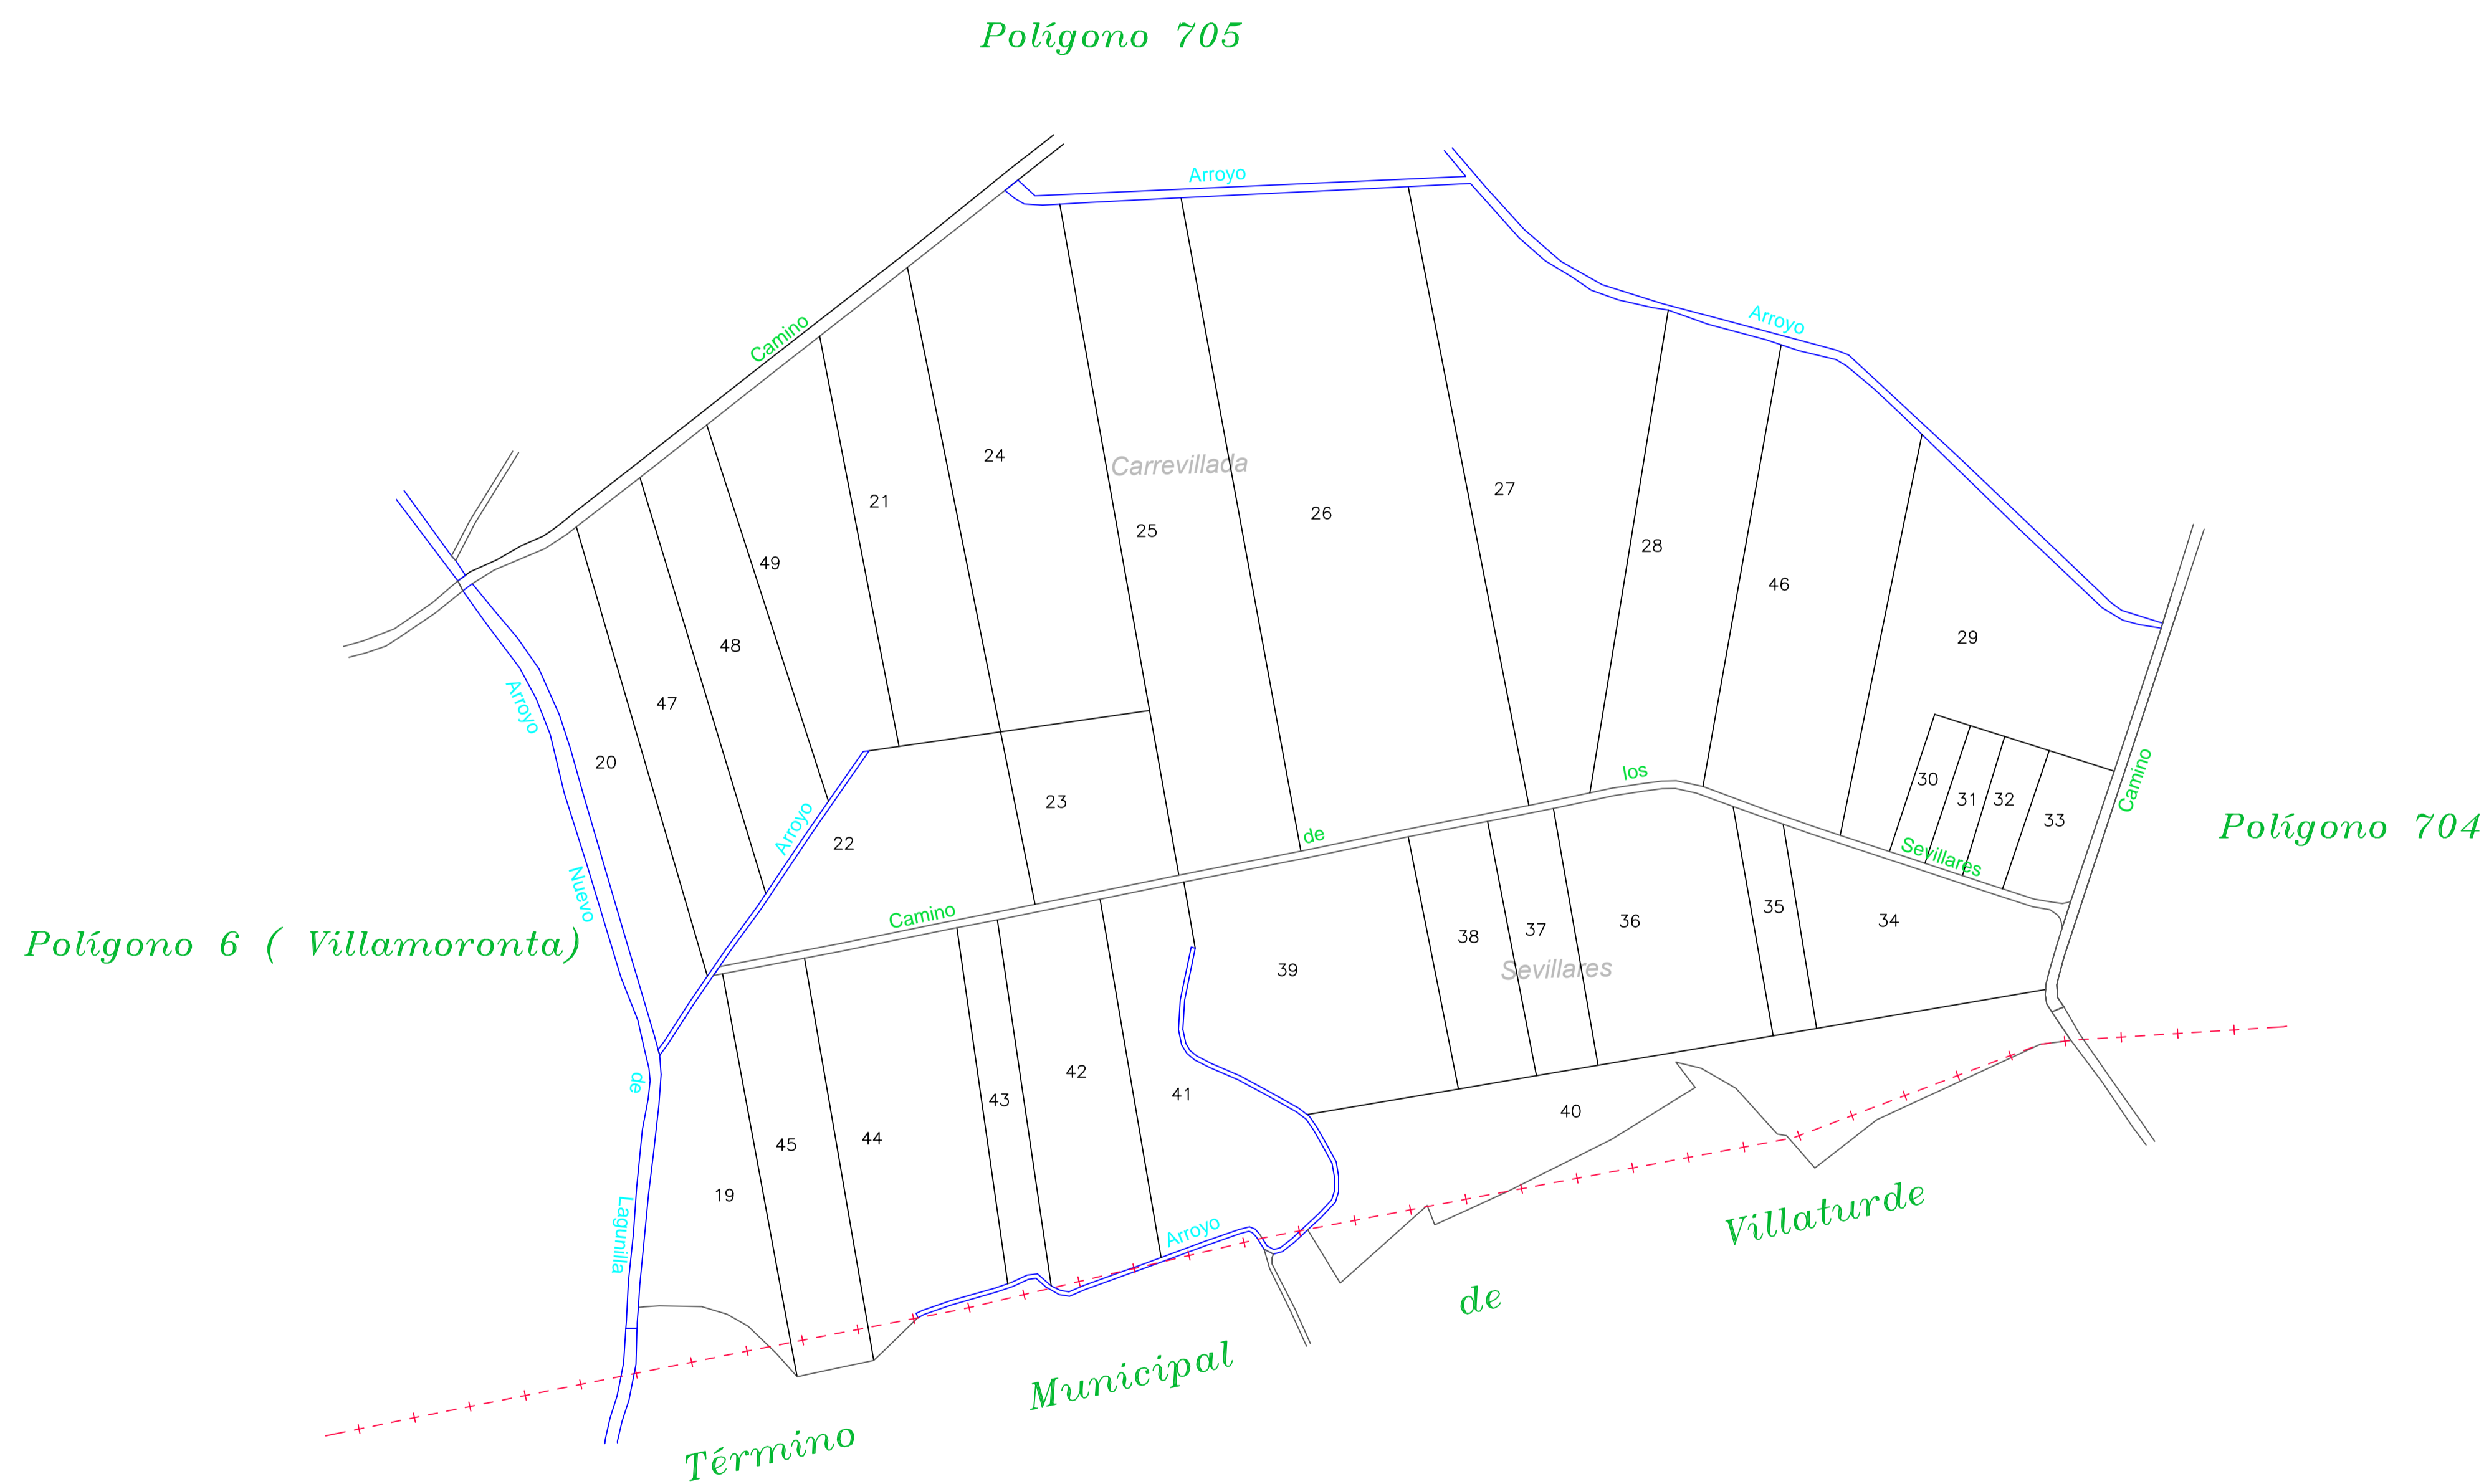 Polígono 705
Arroyo
Arroyo
Camino
24
Carrevillada
21
25
26
27
28
49
46
29
48
47
Arroyo
20
23
22
Arroyo
los
de
30
31
32
33
Camino
Sevillares
Polígono 704
Nuevo
Camino
Polígono 6 ( Villamoronta)
39
38
37
36
35
34
Sevillares
de
42
43
41
40
45
44
19
Lagunilla
Arroyo
Término Municipal de Villaturde